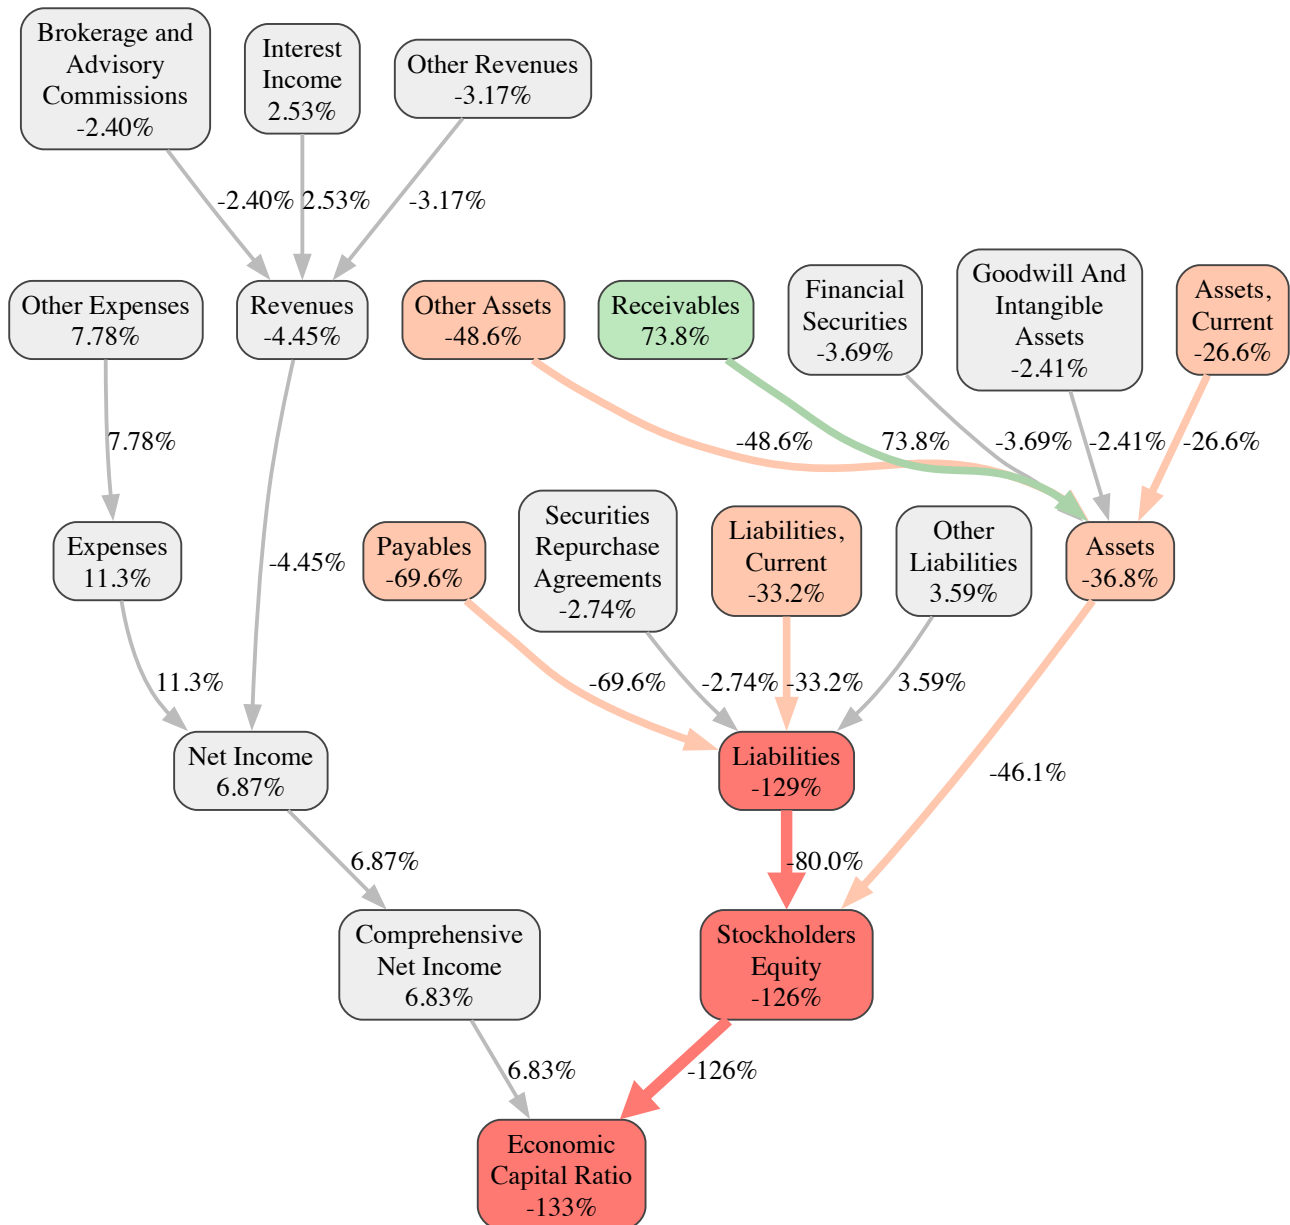 Brokerage and
Advisory
Commissions
-2.40%
Interest
Income
2.53%
Other Revenues
-3.17%
-2.40%
2.53%
-3.17%
Other Expenses
7.78%
Revenues
-4.45%
Other Assets
-48.6%
Receivables
73.8%
Financial
Securities
-3.69%
Goodwill And
Intangible
Assets
-2.41%
Assets,
Current
-26.6%
7.78%
-48.6%
73.8%
-3.69%
-2.41%
-26.6%
Expenses
11.3%
-4.45%
Payables
-69.6%
Securities
Repurchase
Agreements
-2.74%
Liabilities,
Current
-33.2%
Other
Liabilities
3.59%
Assets
-36.8%
11.3%
-69.6%
-2.74%
-33.2%
3.59%
Net Income
6.87%
Liabilities
-129%
-46.1%
6.87%
-80.0%
Comprehensive
Net Income
6.83%
Stockholders
Equity
-126%
6.83%
-126%
Economic
Capital Ratio
-133%